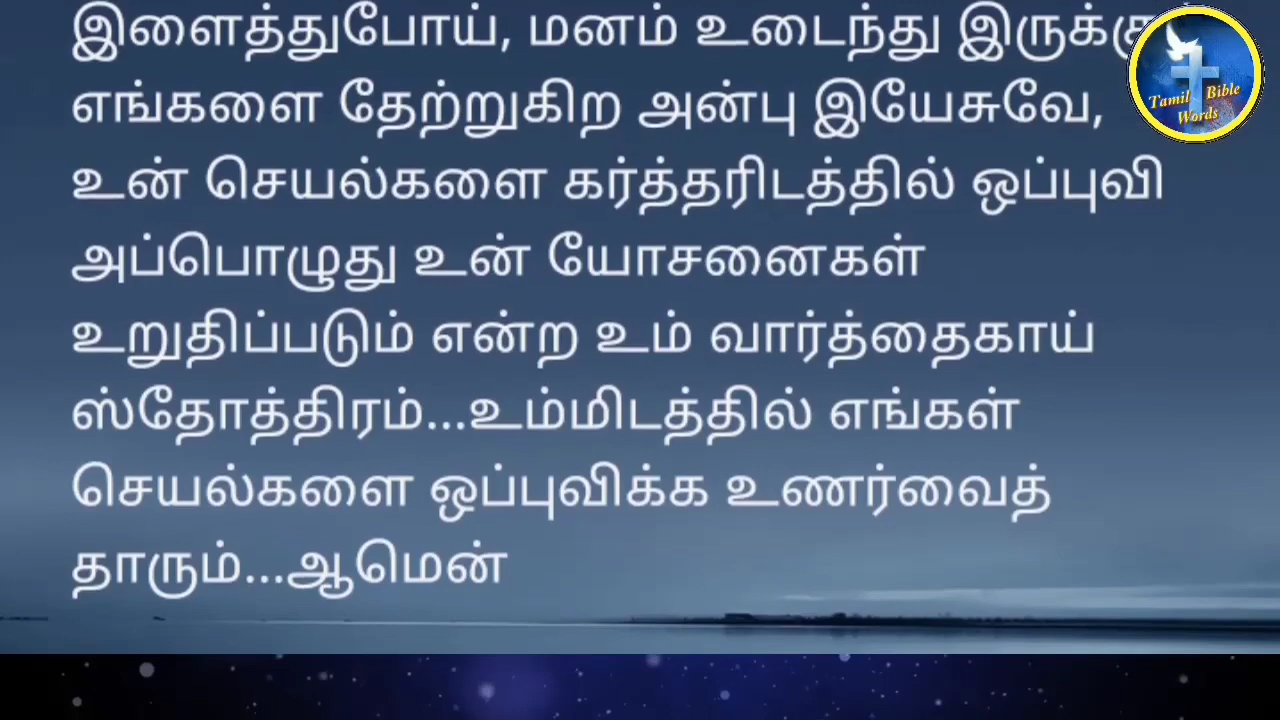 இளைத்துபோய், மனம் உடைந்து
எங்களை தேற்றுகிற அன்பு இயேசுவே,
உன் செயல்களை கர்த்தரிடத்தில் ஒப்புவி
அப்பொழுது உன் யோசனைகள்
உறுதிப்படும் என்ற உம் வார்த்தைகாய்
ஸ்தோத்திரம்...உம்மிடத்தில் எங்கள்
செயல்களை ஒப்புவிக்க உணர்வைத்
தாரும்...ஆமென்
Tamil Bible
Words